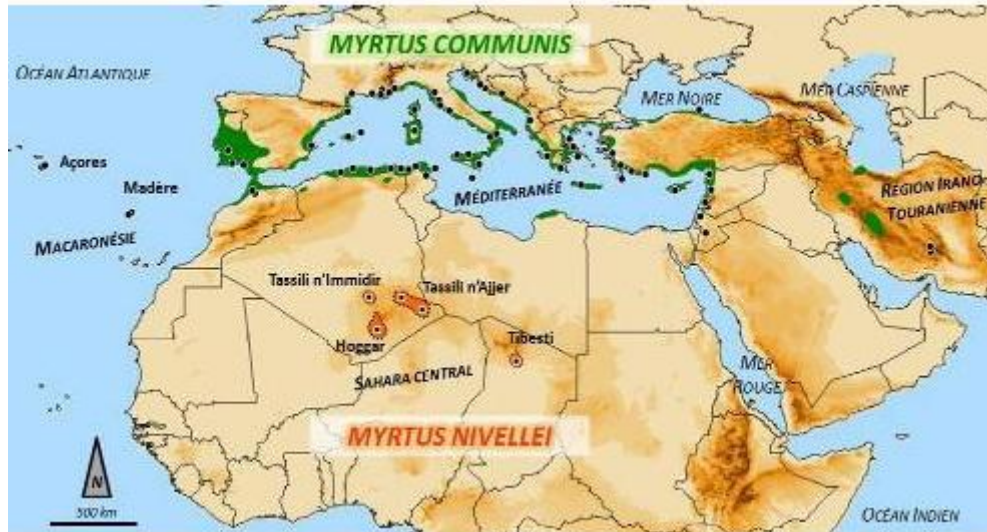 MYRTUS COMMUNIS
OCÉAN ATLANTIQUE
MER NOIRE
MER CASPIENNE
Açores
Madère
MACARONÉSIE
MÉDITERRANÉE
RÉGION IRANO
TOURANIENNE
Tassili n'Immidir
Tassili n'Ajjer
Hoggar
Tibesti
SAHARA CENTRAL
MER
ROUGE
MYRTUS NIVELLEI
N
500 km
OCÉAN INDIEN